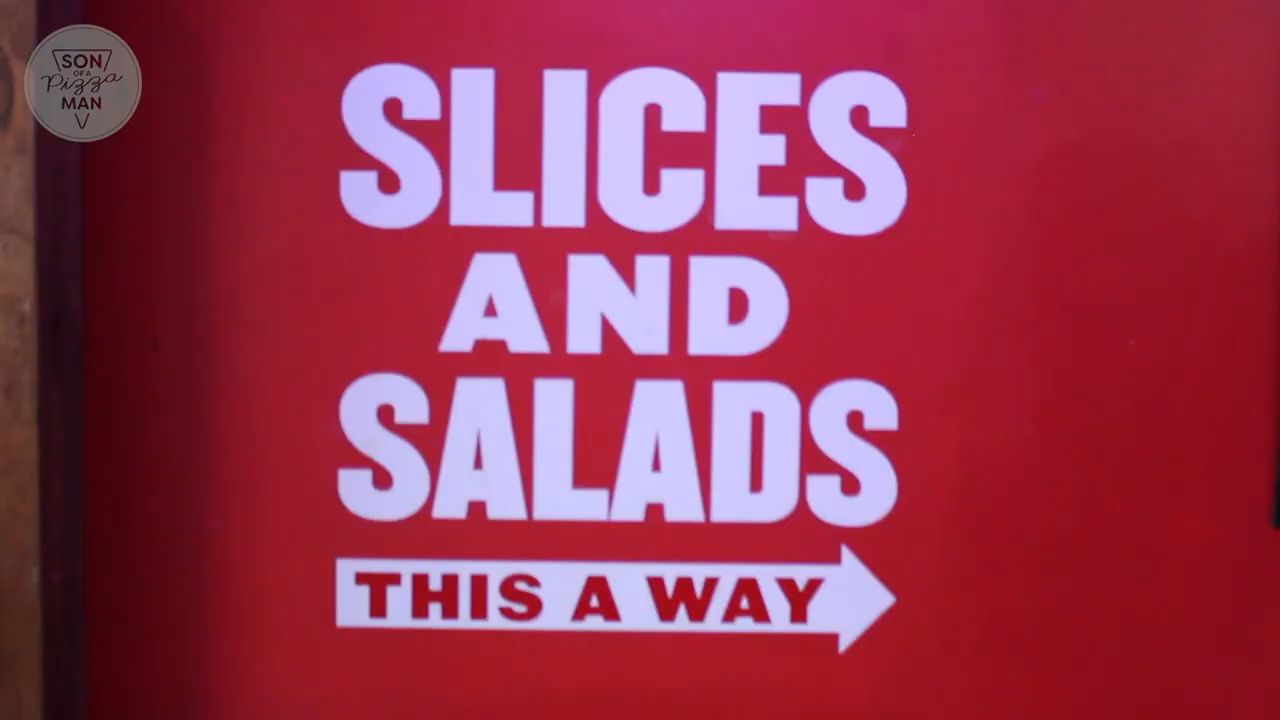 SON
OF A
Pizza
MAN
SLICES
AND
SALADS
THIS A WAY